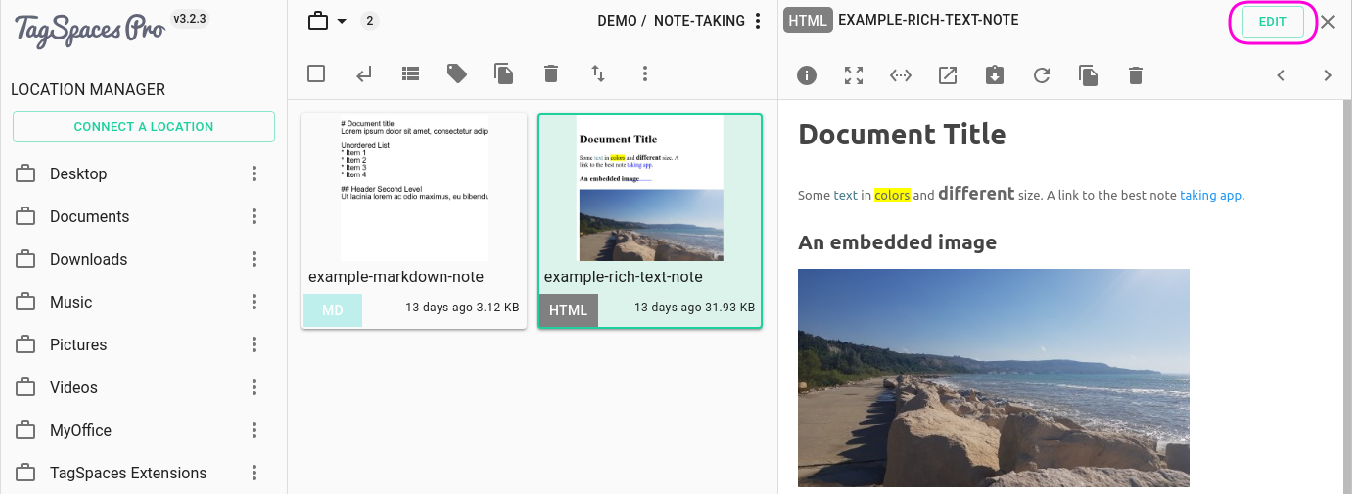 TagSpaces Pro v3.2.3
LOCATION MANAGER
CONNECT A LOCATION
Desktop
Documents
Downloads
Music
Pictures
Videos
MyOffice
TagSpaces Extensions
2
DEMO / NOTE-TAKING
# Document title
Lorem ipsum dolor sit amet, consectetur adip
Unordered List
* Item 1
* Item 2
* Item 3
* Item 4
## Header Second Level
Ut lacinia lorem ac odio maximus, eu bibendu
example-markdown-note
MD
13 days ago 3.12 KB
Document Title
Some text in colors and different size. A
link to the best note taking app.
An embedded image
example-rich-text-note
HTML
13 days ago 31.93 KB
HTML EXAMPLE-RICH-TEXT-NOTE
EDIT
Document Title
Some text in colors and different size. A link to the best note taking app.
An embedded image